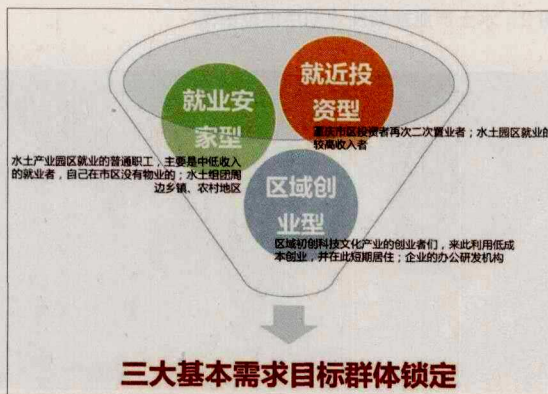 就业安
家型
就近投
资型
重庆市区投资者再次二次置业者；水土园区就业的
较高收入者
水土产业园区就业的普通职工，主要是中低收入
的就业者，自己在市区没有物业的；水土组团周
边乡镇、农村地区
区域创
业型
区域初创科技文化产业的创业者们，来此利用低成
本创业，并在此短期居住；企业的办公研发机构
三大基本需求目标群体锁定